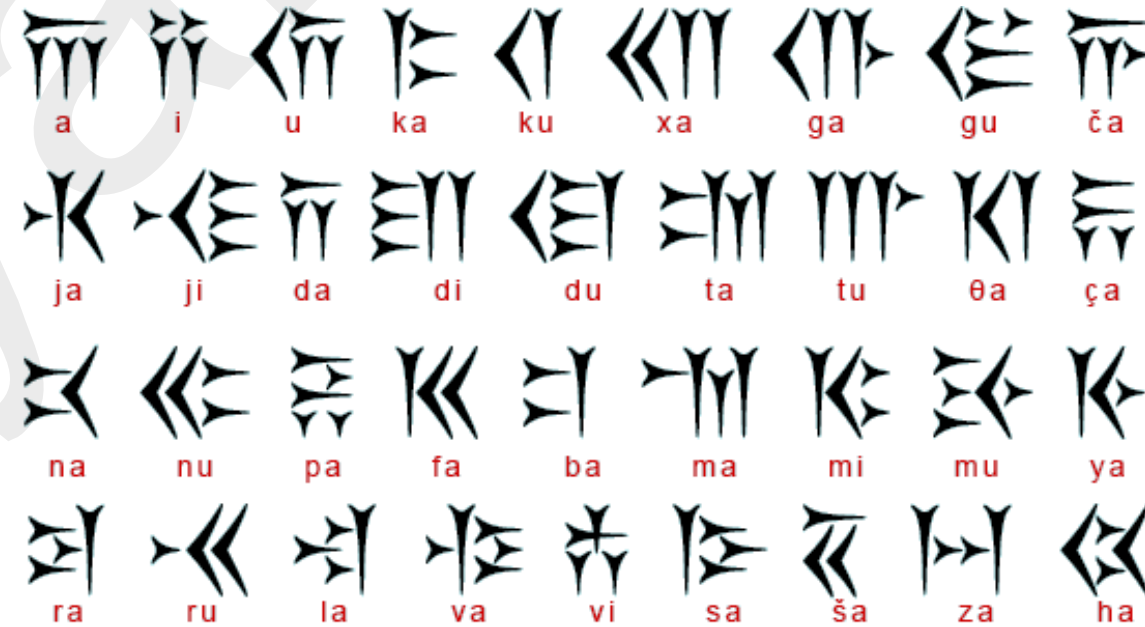 𐎠 𐎡 𐎢 𐎣 𐎤 𐎧 𐎥 𐎦 𐎨
a i u ka ku xa ga gu ča
𐎩 𐎪 𐎭 𐎮 𐎯 𐎫 𐎬 𐎰 𐏂
ja ji da di du ta tu θa ça
𐎴 𐎵 𐎱 𐎳 𐎲 𐎶 𐎷 𐎸 𐎹
na nu pa fa ba ma mi mu ya
𐎼 𐎽 𐎾 𐎺 𐎻 𐎿 𐏁 𐏀 𐏃
ra ru la va vi sa ša za ha